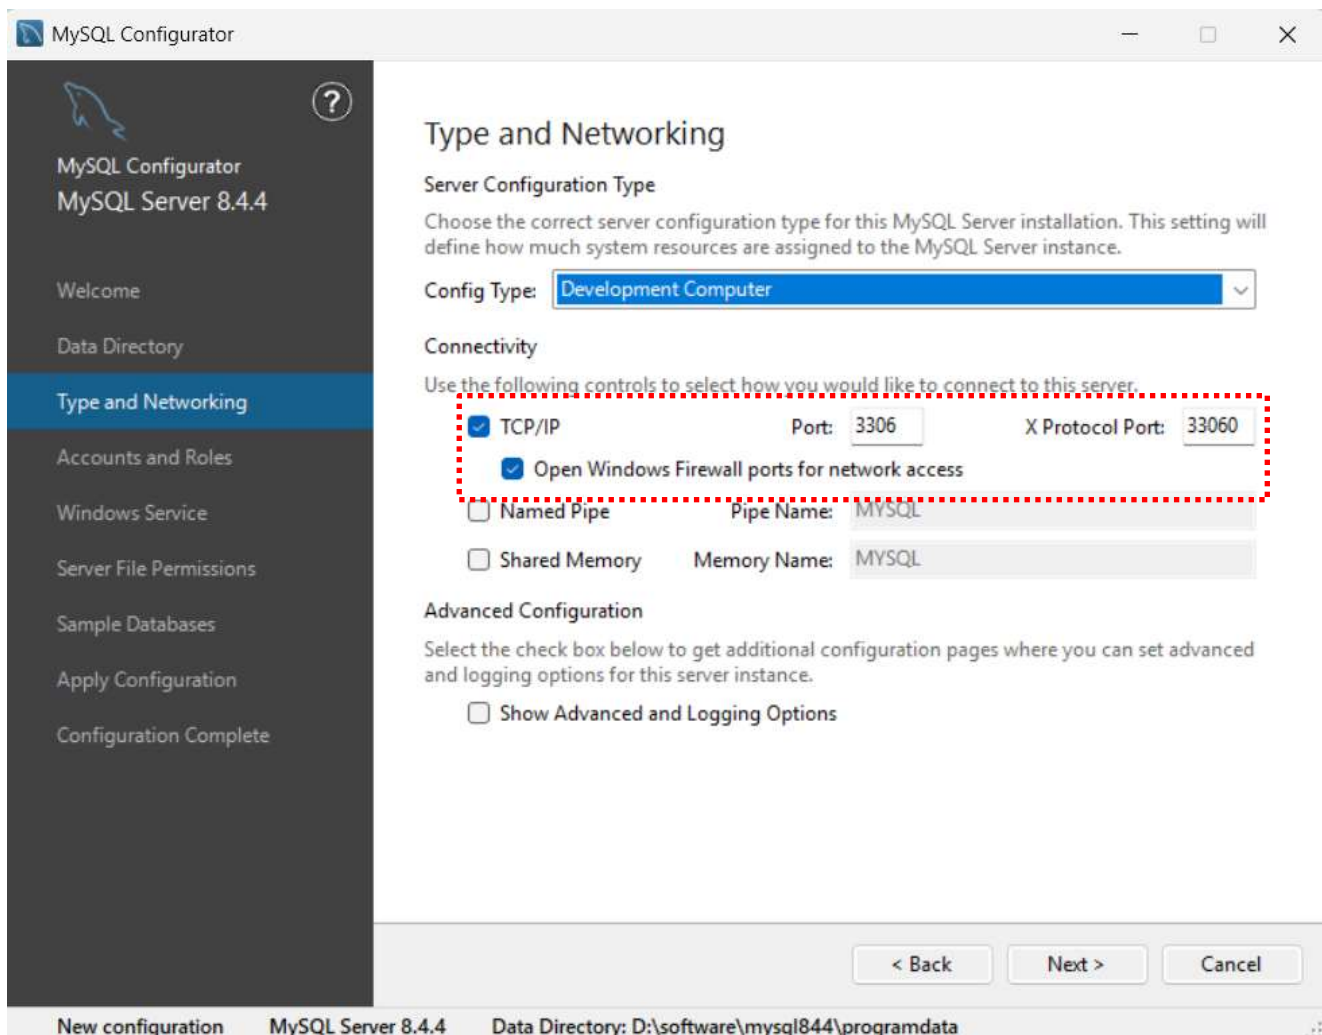 MySQL Configurator
?
MySQL Configurator
MySQL Server 8.4.4
Welcome
Data Directory
Type and Networking
Accounts and Roles
Windows Service
Server File Permissions
Sample Databases
Apply Configuration
Configuration Complete
Type and Networking
Server Configuration Type
Choose the correct server configuration type for this MySQL Server installation. This setting will
define how much system resources are assigned to the MySQL Server instance.
Config Type: Development Computer
Connectivity
Use the following controls to select how you would like to connect to this server.
TCP/IP Port: 3306 X Protocol Port: 33060
Open Windows Firewall ports for network access
Named Pipe Pipe Name: MYSQL
Shared Memory Memory Name: MYSQL
Advanced Configuration
Select the check box below to get additional configuration pages where you can set advanced
and logging options for this server instance.
Show Advanced and Logging Options
< Back Next > Cancel
New configuration MySQL Server 8.4.4 Data Directory: D:\software\mysql844\programdata